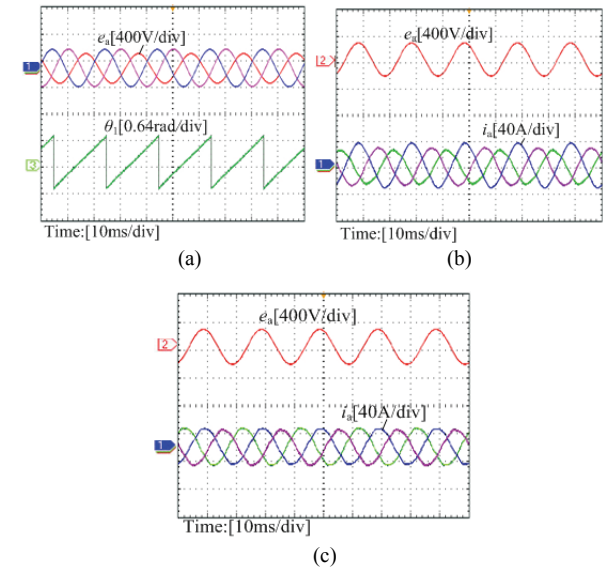 eₐ[400V/div]
1
θ₁[0.64rad/div]
3
Time:[10ms/div]
(a)
eₐ[400V/div]
2
iₐ[40A/div]
1
Time:[10ms/div]
(b)
eₐ[400V/div]
2
iₐ[40A/div]
1
Time:[10ms/div]
(c)